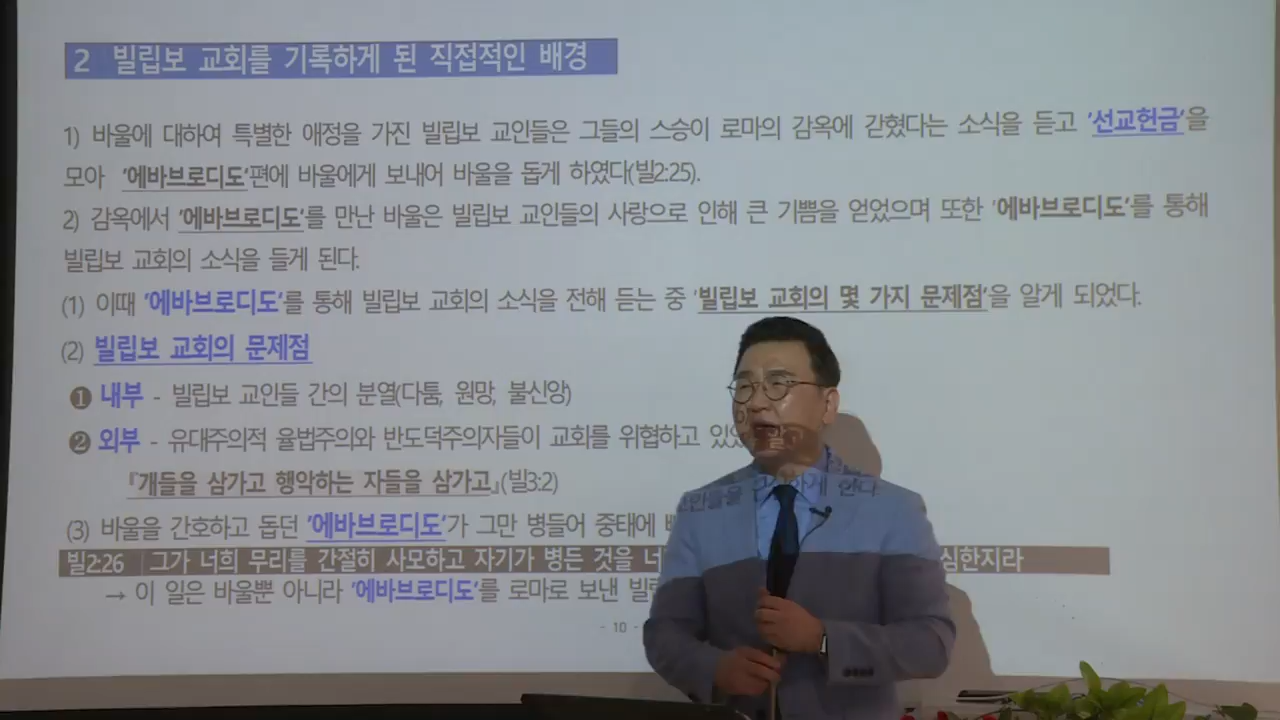 2 빌립보 교회를 기록하게 된 직접적인 배경
1) 바울에 대하여 특별한 애정을 가진 빌립보 교인들은 그들의 스승이 로마의 감옥에 갇혔다는 소식을 듣고 '선교헌금'을
모아 '에바브로디도'편에 바울에게 보내어 바울을 돕게 하였다(빌2:25).
2) 감옥에서 '에바브로디도'를 만난 바울은 빌립보 교인들의 사랑으로 인해 큰 기쁨을 얻었으며 또한 '에바브로디도'를 통해
빌립보 교회의 소식을 들게 된다.
(1) 이때 '에바브로디도'를 통해 빌립보 교회의 소식을 전해 듣는 중 '빌립보 교회의 몇 가지 문제점'을 알게 되었다.
(2) 빌립보 교회의 문제점
❶ 내부 - 빌립보 교인들 간의 분열(다툼, 원망, 불신앙)
❷ 외부 - 유대주의적 율법주의와 반도덕주의자들이 교회를 위협하고
『개들을 삼가고 행악하는 자들을 삼가고』(빌3:2)
(3) 바울을 간호하고 돕던 '에바브로디도'가 그만 병들어 중태에
빌2:26 그가 너희 무리를 간절히 사모하고 자기가 병든 것을 심한지라
→ 이 일은 바울뿐 아니라 '에바브로디도'를 로마로 보낸
- 10 -